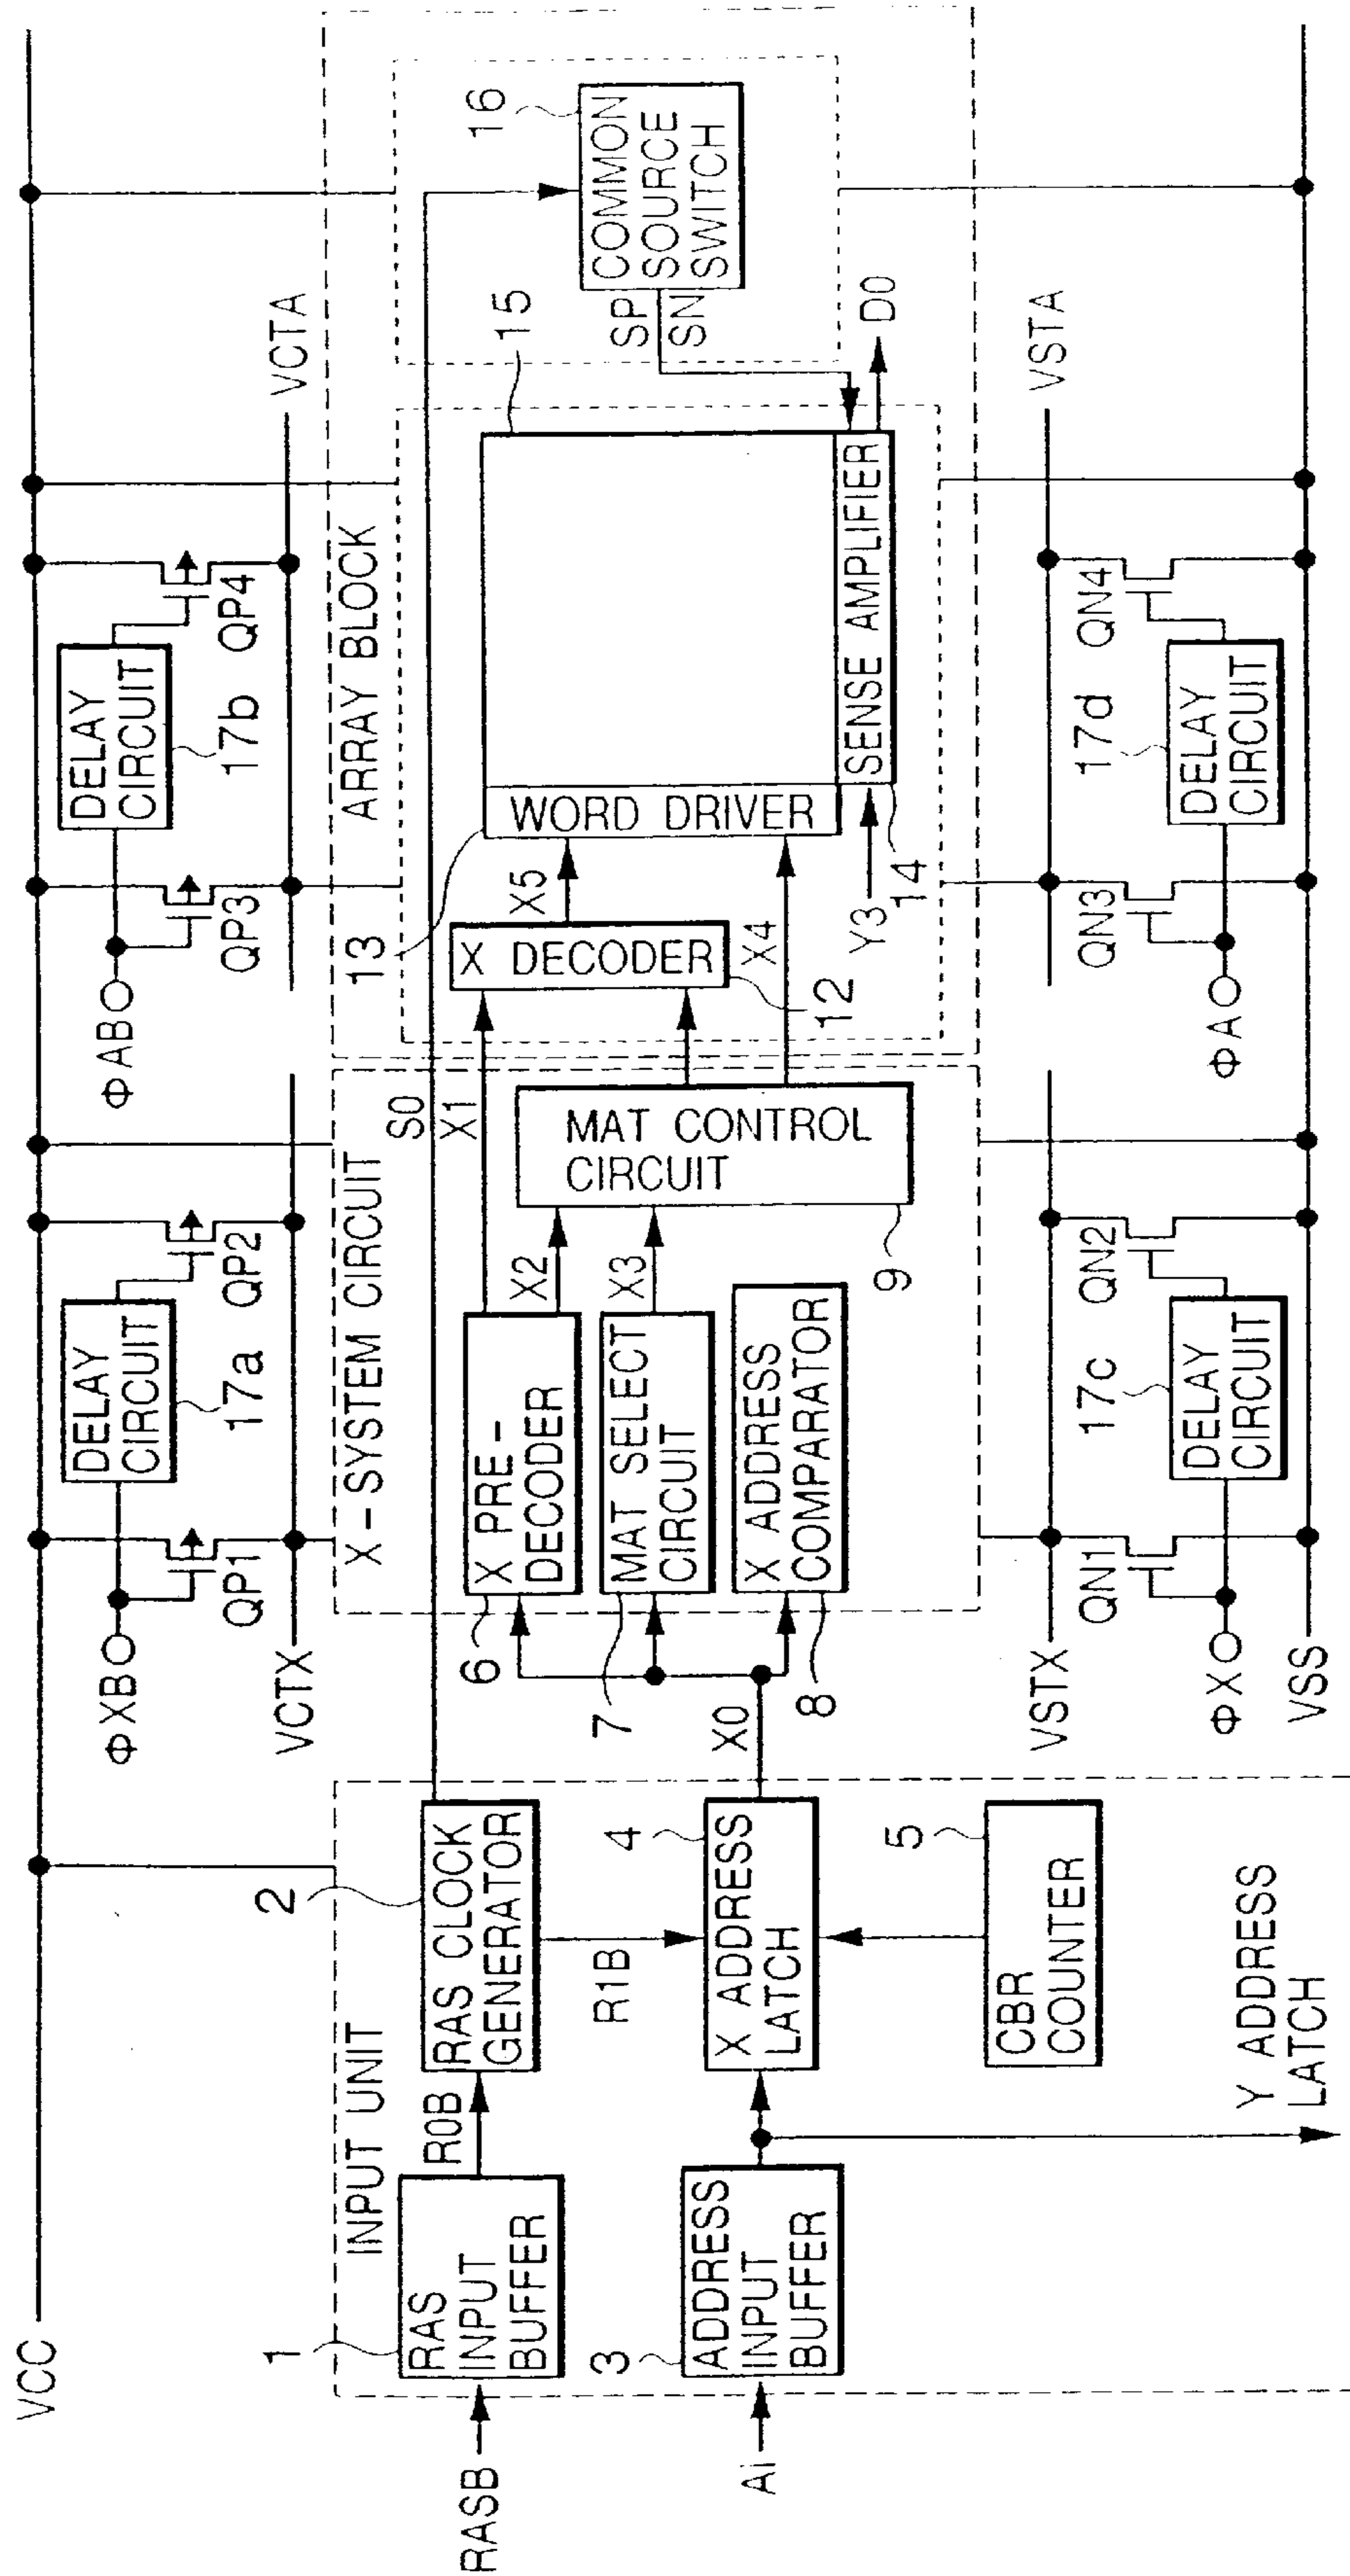 VCC
ΦXB
DELAY
CIRCUIT
17a
QP1
QP2
VCTX
ΦAB
DELAY
CIRCUIT
17b
QP3
QP4
VCTA
INPUT UNIT
RASB
1
RAS
INPUT
BUFFER
R0B
2
RAS CLOCK
GENERATOR
R1B
Ai
3
ADDRESS
INPUT
BUFFER
4
X ADDRESS
LATCH
5
CBR
COUNTER
Y ADDRESS
LATCH
X0
X-SYSTEM CIRCUIT
S0
X1
6
X PRE-
DECODER
X2
7
MAT SELECT
CIRCUIT
X3
8
X ADDRESS
COMPARATOR
MAT CONTROL
CIRCUIT
9
ARRAY BLOCK
13
X DECODER
12
X5
X4
WORD DRIVER
15
Y3
14
SENSE AMPLIFIER
D0
16
COMMON
SOURCE
SWITCH
SP
SN
VSTX
QN1
QN2
17c
DELAY
CIRCUIT
ΦX
VSTA
QN3
QN4
17d
DELAY
CIRCUIT
ΦA
VSS